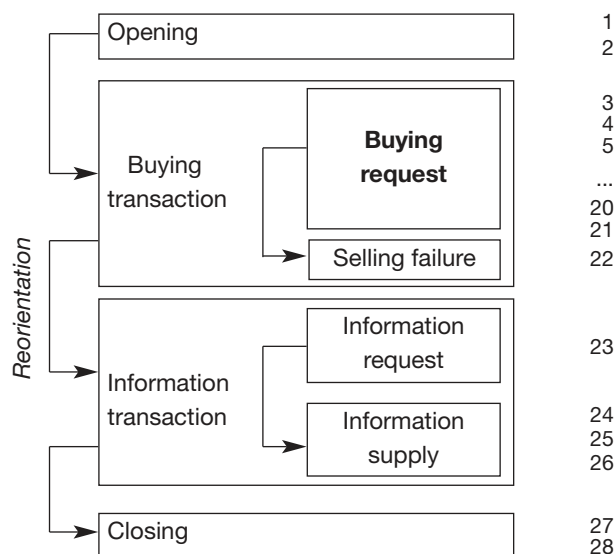 Opening
1
2
3
4
5
Buying
request
Buying
transaction
...
20
21
Selling failure
22
Reorientation
Information
request
23
Information
transaction
Information
supply
24
25
26
Closing
27
28